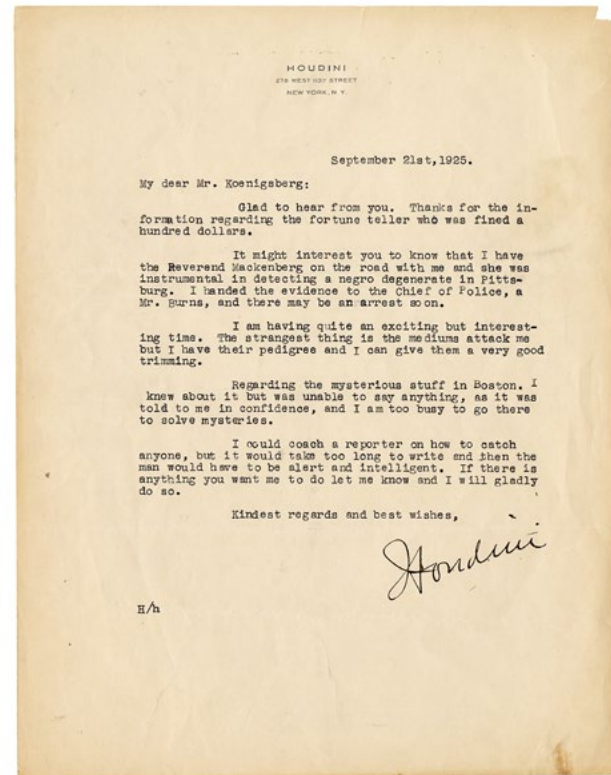 HOUDINI
278 WEST 113TH STREET
NEW YORK, N. Y.
September 21st, 1925.
My dear Mr. Koenigsberg:
Glad to hear from you. Thanks for the in-
formation regarding the fortune teller who was fined a
hundred dollars.
It might interest you to know that I have
the Reverend Mackenberg on the road with me and she was
instrumental in detecting a negro degenerate in Pitts-
burg. I handed the evidence to the Chief of Police, a
Mr. Burns, and there may be an arrest soon.
I am having quite an exciting but interest-
ing time. The strangest thing is the mediums attack me
but I have their pedigree and I can give them a very good
trimming.
Regarding the mysterious stuff in Boston. I
knew about it but was unable to say anything, as it was
told to me in confidence, and I am too busy to go there
to solve mysteries.
I could coach a reporter on how to catch
anyone, but it would take too long to write and then the
man would have to be alert and intelligent. If there is
anything you want me to do let me know and I will gladly
do so.
Kindest regards and best wishes,
Houdini
H/h